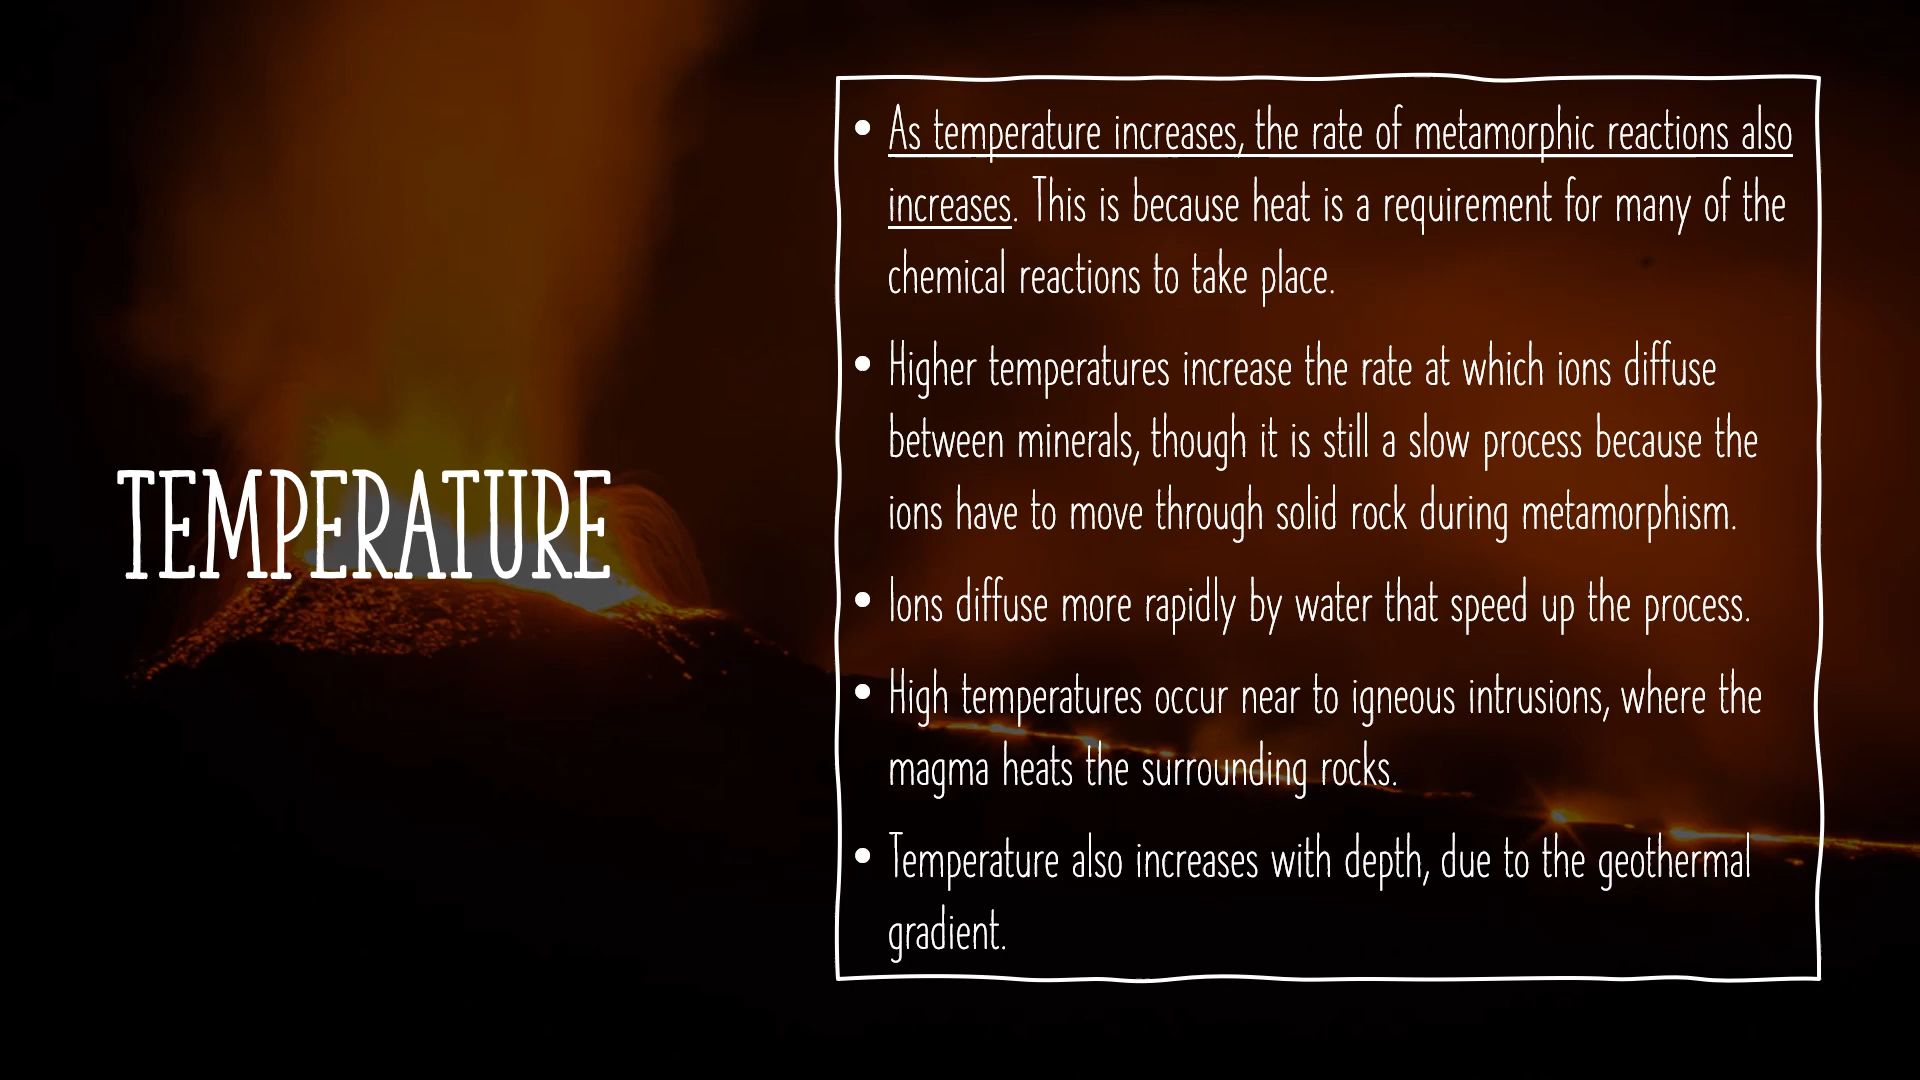 TEMPERATURE
• As temperature increases, the rate of metamorphic reactions also
increases. This is because heat is a requirement for many of the
chemical reactions to take place.
• Higher temperatures increase the rate at which ions diffuse
between minerals, though it is still a slow process because the
ions have to move through solid rock during metamorphism.
• Ions diffuse more rapidly by water that speed up the process.
• High temperatures occur near to igneous intrusions, where the
magma heats the surrounding rocks.
• Temperature also increases with depth, due to the geothermal
gradient.